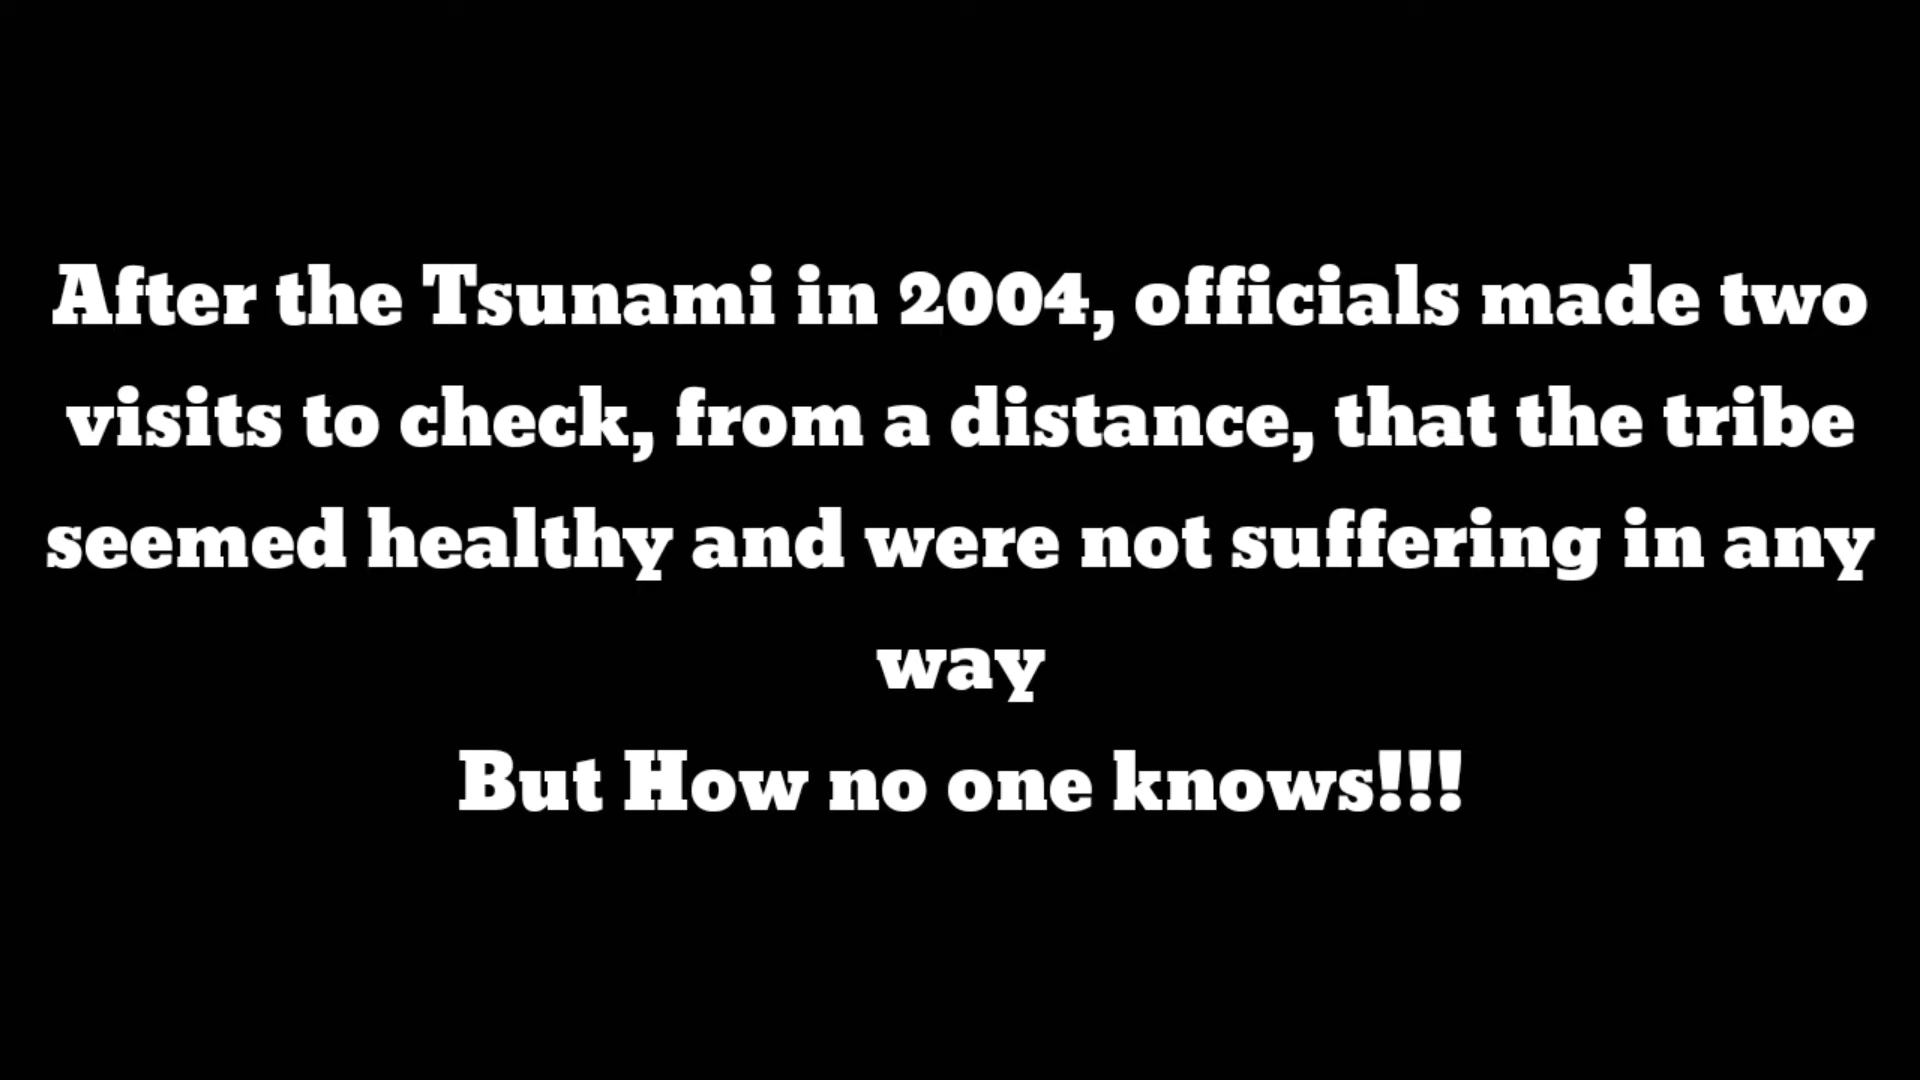 After the Tsunami in 2004, officials made two
visits to check, from a distance, that the tribe
seemed healthy and were not suffering in any
way
But How no one knows!!!